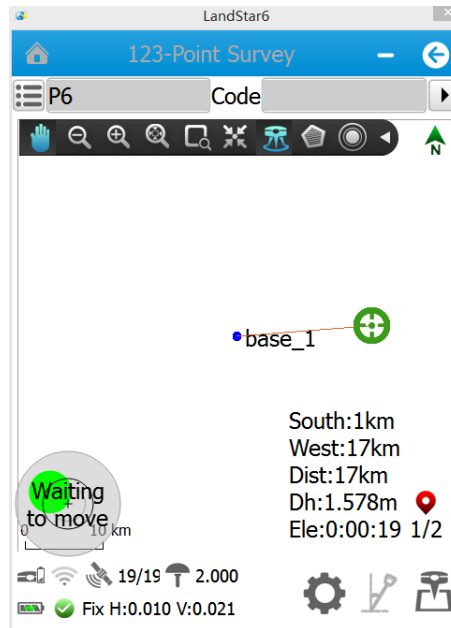 LandStar6
123-Point Survey
P6 Code
N
base_1
South:1km
West:17km
Dist:17km
Dh:1.578m
Ele:0:00:19 1/2
Waiting
to move
0 10 km
19/19 2.000
Fix H:0.010 V:0.021